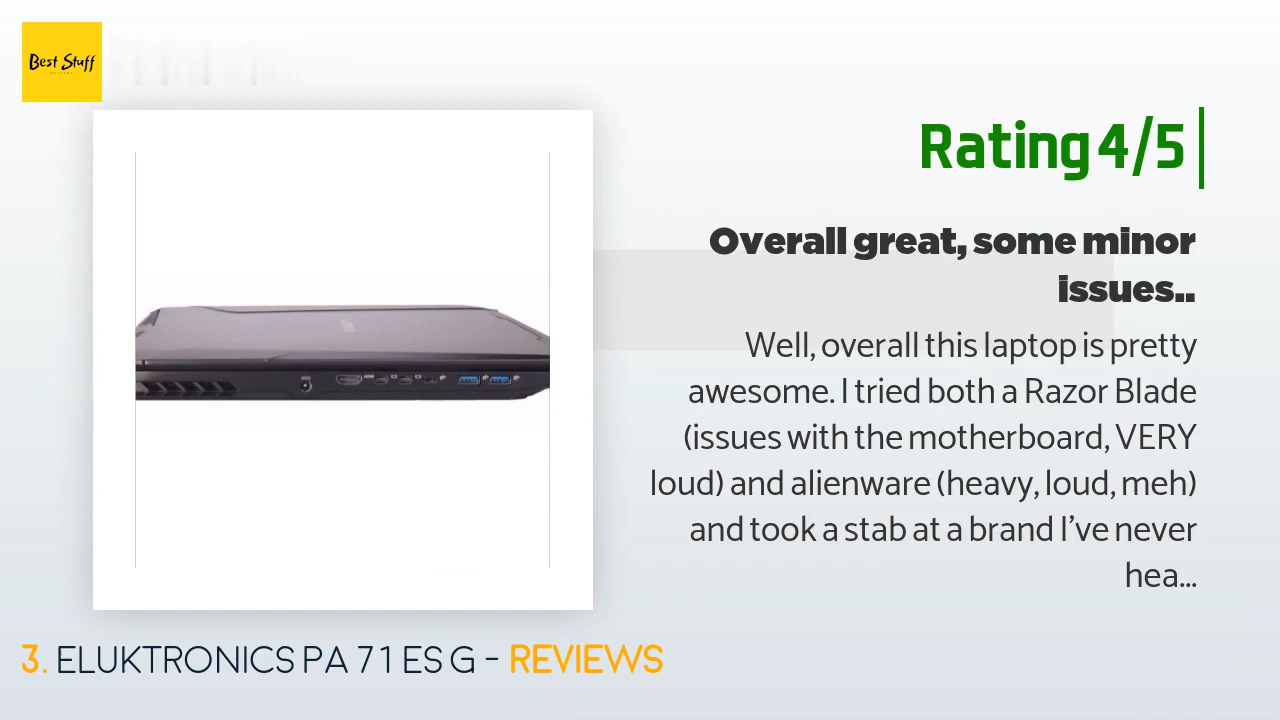 Best Stuff
Rating 4/5
Overall great, some minor
issues..
Well, overall this laptop is pretty
awesome. I tried both a Razor Blade
(issues with the motherboard, VERY
loud) and alienware (heavy, loud, meh)
and took a stab at a brand I've never
hea...
3. ELUKTRONICS PA 71 ES G - REVIEWS